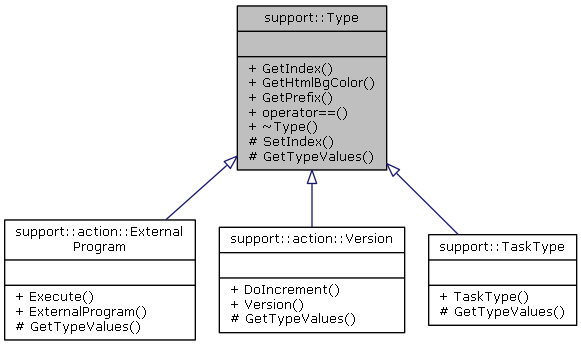 support::Type
+ GetIndex()
+ GetHtmlBgColor()
+ GetPrefix()
+ operator==()
+ ~Type()
# SetIndex()
# GetTypeValues()
support::action::External
Program
+ Execute()
+ ExternalProgram()
# GetTypeValues()
support::action::Version
+ DoIncrement()
+ Version()
# GetTypeValues()
support::TaskType
+ TaskType()
# GetTypeValues()